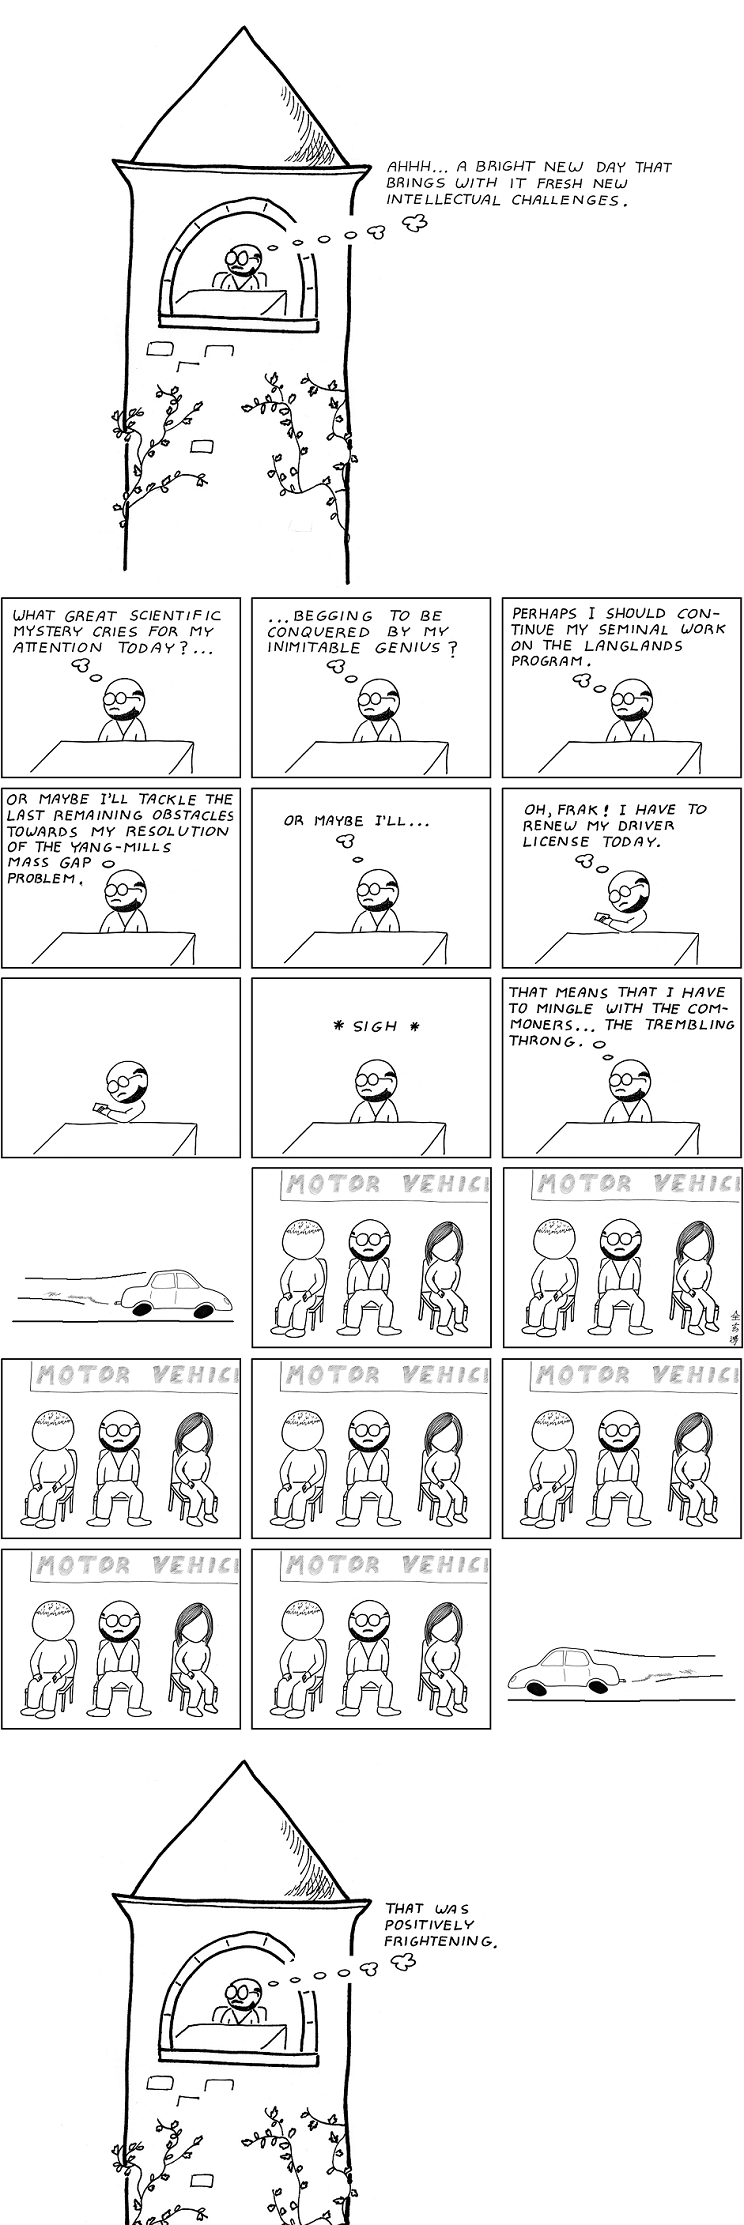 AHHH... A BRIGHT NEW DAY THAT
BRINGS WITH IT FRESH NEW
INTELLECTUAL CHALLENGES.
WHAT GREAT SCIENTIFIC
MYSTERY CRIES FOR MY
ATTENTION TODAY?...
...BEGGING TO BE
CONQUERED BY MY
INIMITABLE GENIUS?
PERHAPS I SHOULD CON-
TINUE MY SEMINAL WORK
ON THE LANGLANDS
PROGRAM.
OR MAYBE I'LL TACKLE THE
LAST REMAINING OBSTACLES
TOWARDS MY RESOLUTION
OF THE YANG-MILLS
MASS GAP
PROBLEM.
OR MAYBE I'LL...
OH, FRAK! I HAVE TO
RENEW MY DRIVER
LICENSE TODAY.
* SIGH *
THAT MEANS THAT I HAVE
TO MINGLE WITH THE COM-
MONERS... THE TREMBLING
THRONG.
MOTOR VEHICL
MOTOR VEHICL
MOTOR VEHICL
MOTOR VEHICL
MOTOR VEHICL
MOTOR VEHICL
MOTOR VEHICL
THAT WAS
POSITIVELY
FRIGHTENING.